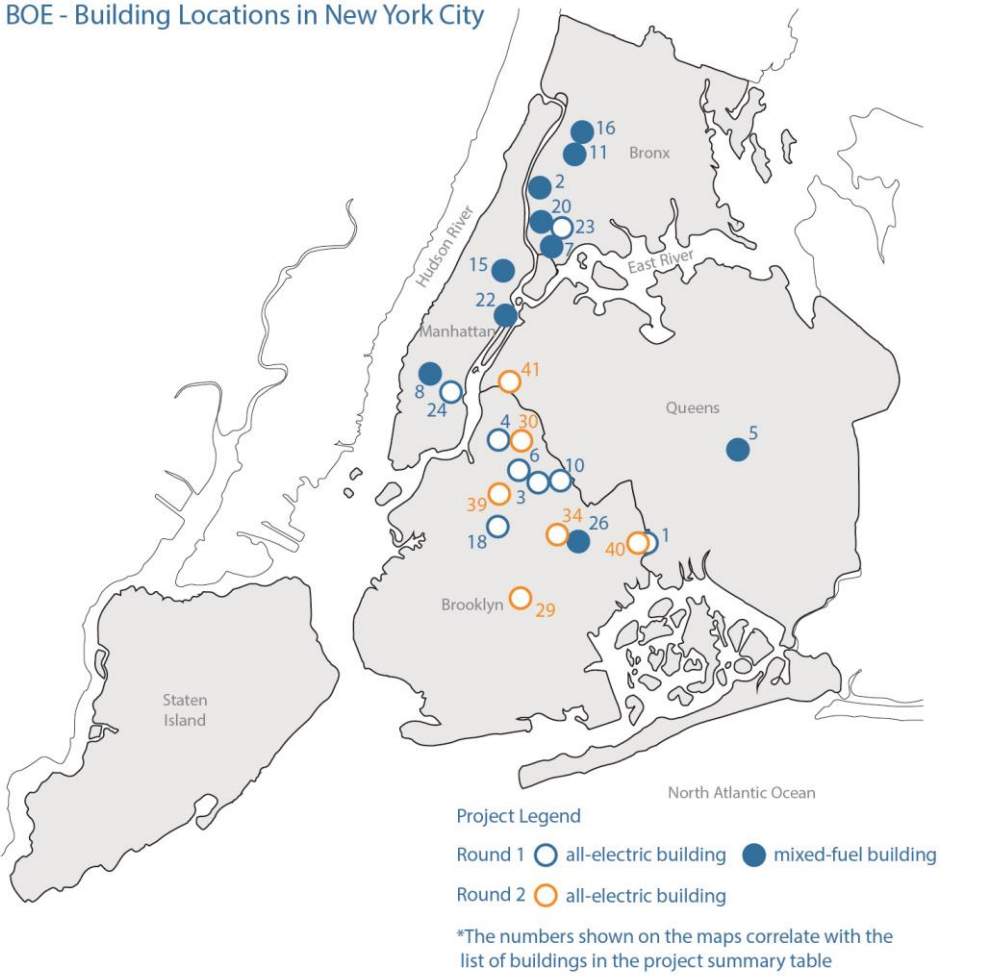 BOE - Building Locations in New York City
16
11
Bronx
2
20
23
7
Hudson River
East River
15
22
Manhattan
41
8
24
Queens
4
30
5
6
10
3
39
34
26
18
40
1
Brooklyn
29
Staten
Island
North Atlantic Ocean
Project Legend
Round 1 all-electric building mixed-fuel building
Round 2 all-electric building
*The numbers shown on the maps correlate with the
list of buildings in the project summary table